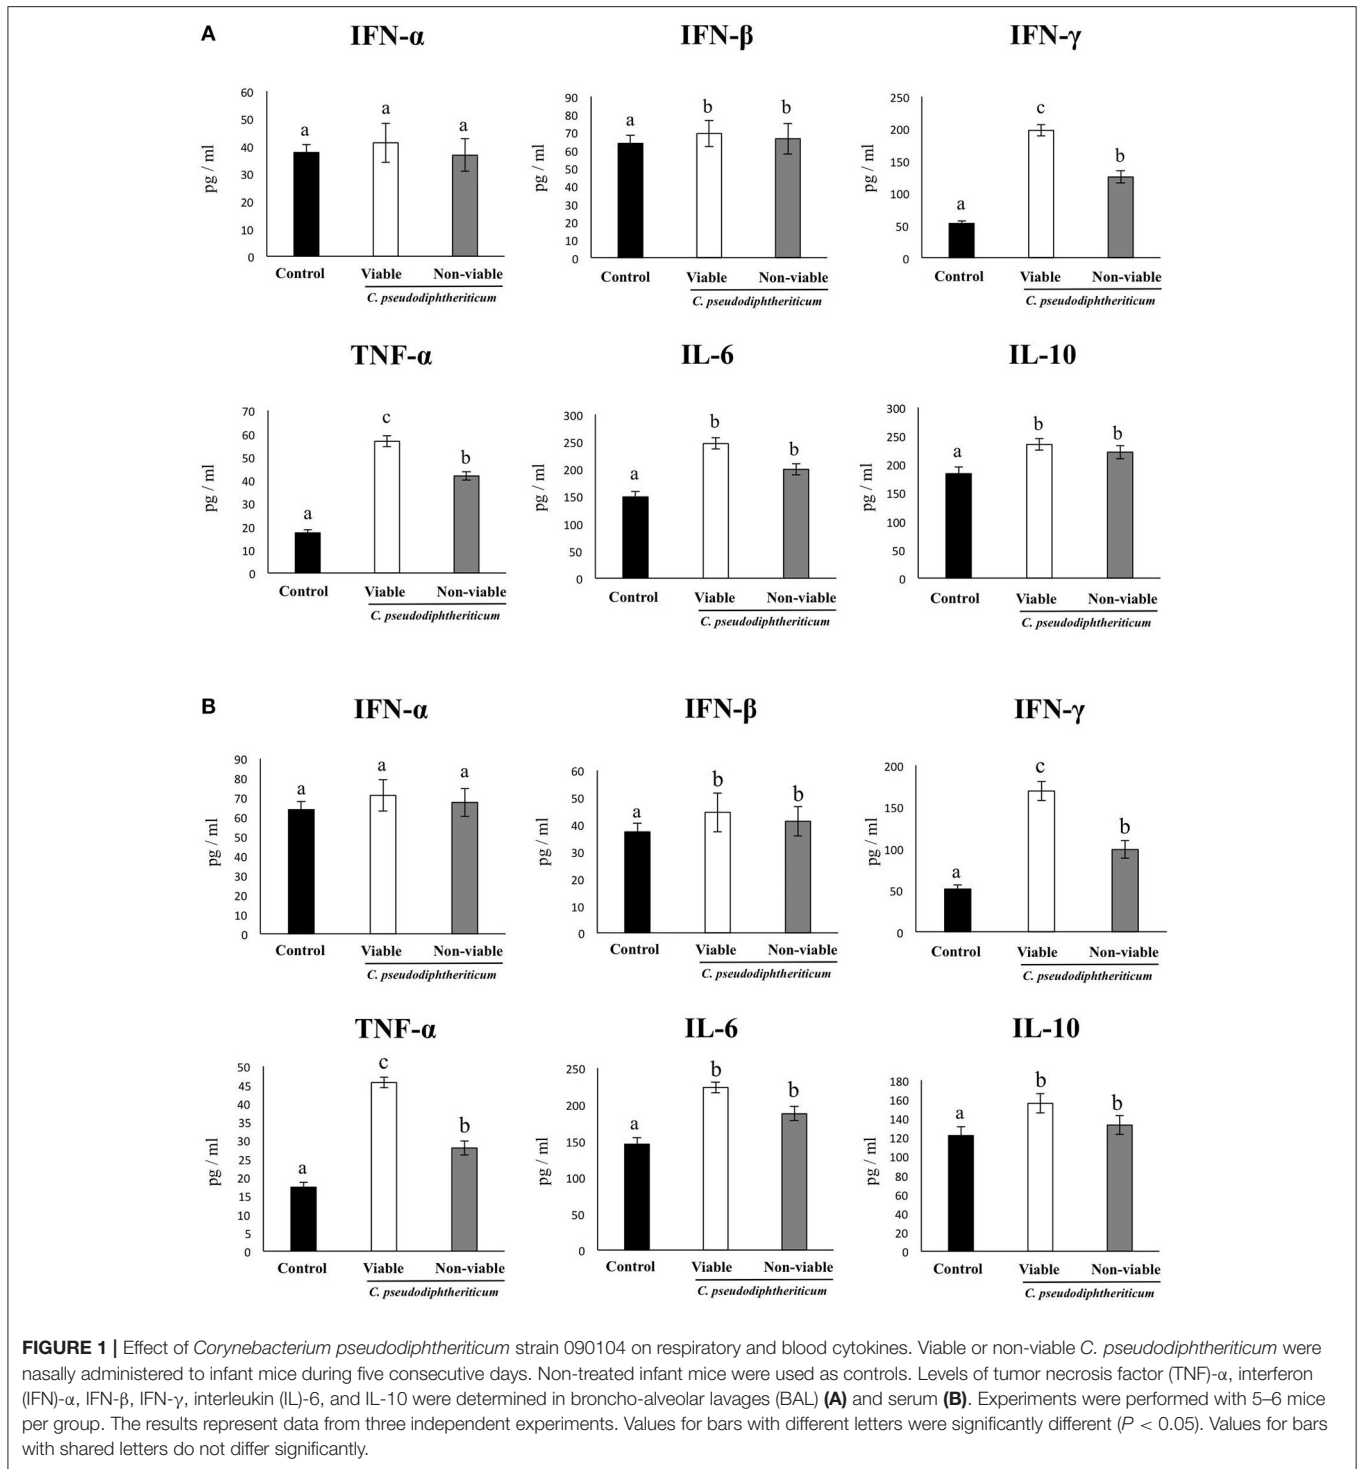 A
IFN-α
IFN-β
IFN-γ
60
50
40
30
20
10
0
pg / ml
a
a
a
Control
Viable
Non-viable
C. pseudodiphtheriticum
90
80
70
60
50
40
30
20
10
0
pg / ml
a
b
b
Control
Viable
Non-viable
C. pseudodiphtheriticum
250
200
150
100
50
0
pg / ml
a
c
b
Control
Viable
Non-viable
C. pseudodiphtheriticum
TNF-α
IL-6
IL-10
70
60
50
40
30
20
10
0
pg / ml
a
c
b
Control
Viable
Non-viable
C. pseudodiphtheriticum
300
250
200
150
100
50
0
pg / ml
a
b
b
Control
Viable
Non-viable
C. pseudodiphtheriticum
300
250
200
150
100
50
0
pg / ml
a
b
b
Control
Viable
Non-viable
C. pseudodiphtheriticum
B
IFN-α
IFN-β
IFN-γ
90
80
70
60
50
40
30
20
10
0
pg / ml
a
a
a
Control
Viable
Non-viable
C. pseudodiphtheriticum
60
50
40
30
20
10
0
pg / ml
a
b
b
Control
Viable
Non-viable
C. pseudodiphtheriticum
200
150
100
50
0
pg / ml
a
c
b
Control
Viable
Non-viable
C. pseudodiphtheriticum
TNF-α
IL-6
IL-10
50
45
40
35
30
25
20
15
10
5
0
pg / ml
a
c
b
Control
Viable
Non-viable
C. pseudodiphtheriticum
250
200
150
100
50
0
pg / ml
a
b
b
Control
Viable
Non-viable
C. pseudodiphtheriticum
180
160
140
120
100
80
60
40
20
0
pg / ml
a
b
b
Control
Viable
Non-viable
C. pseudodiphtheriticum
FIGURE 1 | Effect of Corynebacterium pseudodiphtheriticum strain 090104 on respiratory and blood cytokines. Viable or non-viable C. pseudodiphtheriticum were
nasally administered to infant mice during five consecutive days. Non-treated infant mice were used as controls. Levels of tumor necrosis factor (TNF)-α, interferon
(IFN)-α, IFN-β, IFN-γ, interleukin (IL)-6, and IL-10 were determined in broncho-alveolar lavages (BAL) (A) and serum (B). Experiments were performed with 5–6 mice
per group. The results represent data from three independent experiments. Values for bars with different letters were significantly different (P < 0.05). Values for bars
with shared letters do not differ significantly.